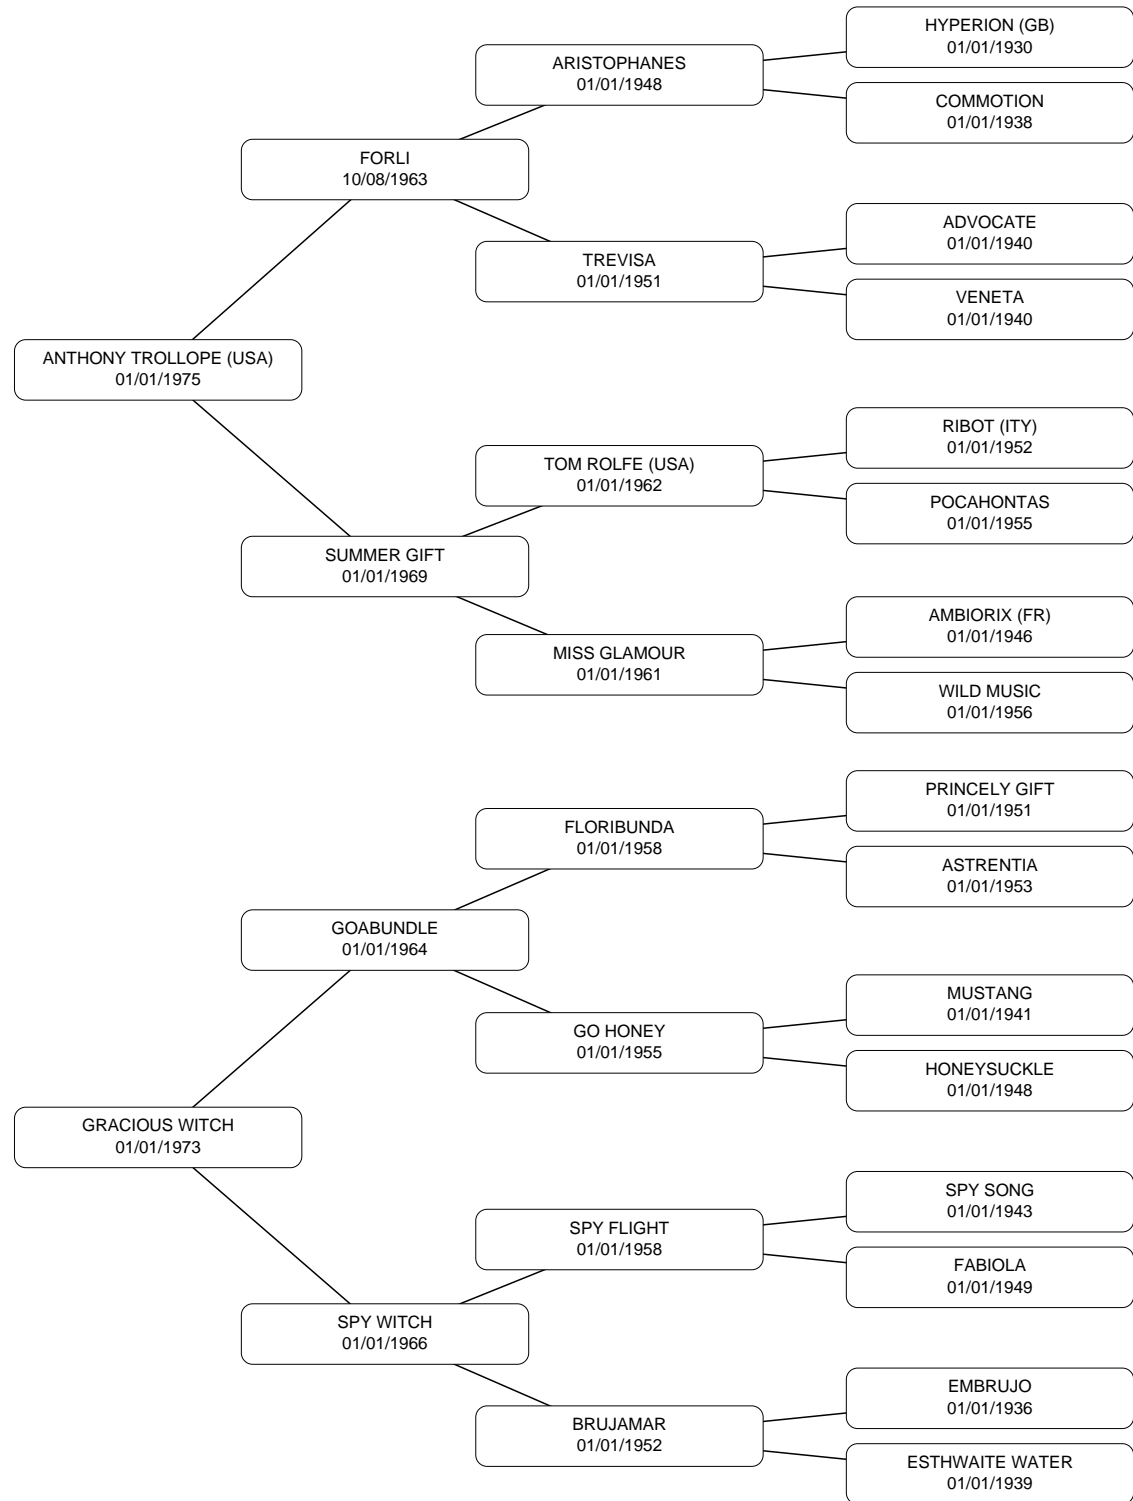 HYPERION (GB)
01/01/1930
ARISTOPHANES
01/01/1948
COMMOTION
01/01/1938
FORLI
10/08/1963
ADVOCATE
01/01/1940
TREVISA
01/01/1951
VENETA
01/01/1940
ANTHONY TROLLOPE (USA)
01/01/1975
RIBOT (ITY)
01/01/1952
TOM ROLFE (USA)
01/01/1962
POCAHONTAS
01/01/1955
SUMMER GIFT
01/01/1969
AMBIORIX (FR)
01/01/1946
MISS GLAMOUR
01/01/1961
WILD MUSIC
01/01/1956
PRINCELY GIFT
01/01/1951
FLORIBUNDA
01/01/1958
ASTRENTIA
01/01/1953
GOABUNDLE
01/01/1964
MUSTANG
01/01/1941
GO HONEY
01/01/1955
HONEYSUCKLE
01/01/1948
GRACIOUS WITCH
01/01/1973
SPY SONG
01/01/1943
SPY FLIGHT
01/01/1958
FABIOLA
01/01/1949
SPY WITCH
01/01/1966
EMBRUJO
01/01/1936
BRUJAMAR
01/01/1952
ESTHWAITE WATER
01/01/1939